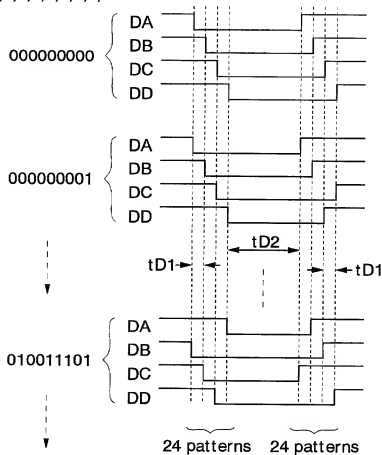 DA
DB
000000000
DC
DD
DA
DB
000000001
DC
DD
tD2
tD1
tD1
DA
DB
010011101
DC
DD
24 patterns 24 patterns